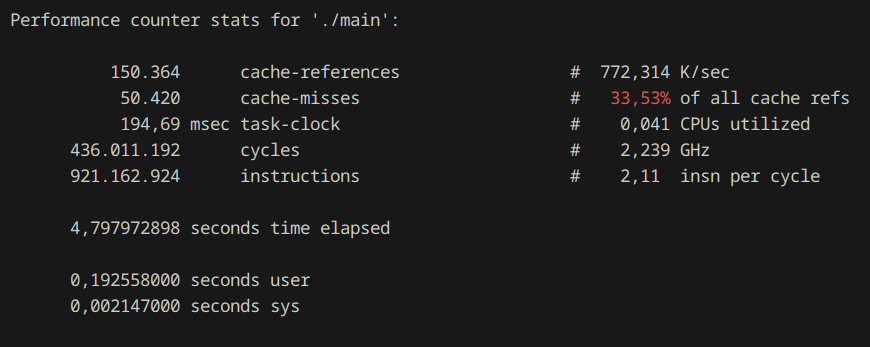 Performance counter stats for './main':
150.364 cache-references # 772,314 K/sec
50.420 cache-misses # 33,53% of all cache refs
194,69 msec task-clock # 0,041 CPUs utilized
436.011.192 cycles # 2,239 GHz
921.162.924 instructions # 2,11 insn per cycle
4,797972898 seconds time elapsed
0,192558000 seconds user
0,002147000 seconds sys